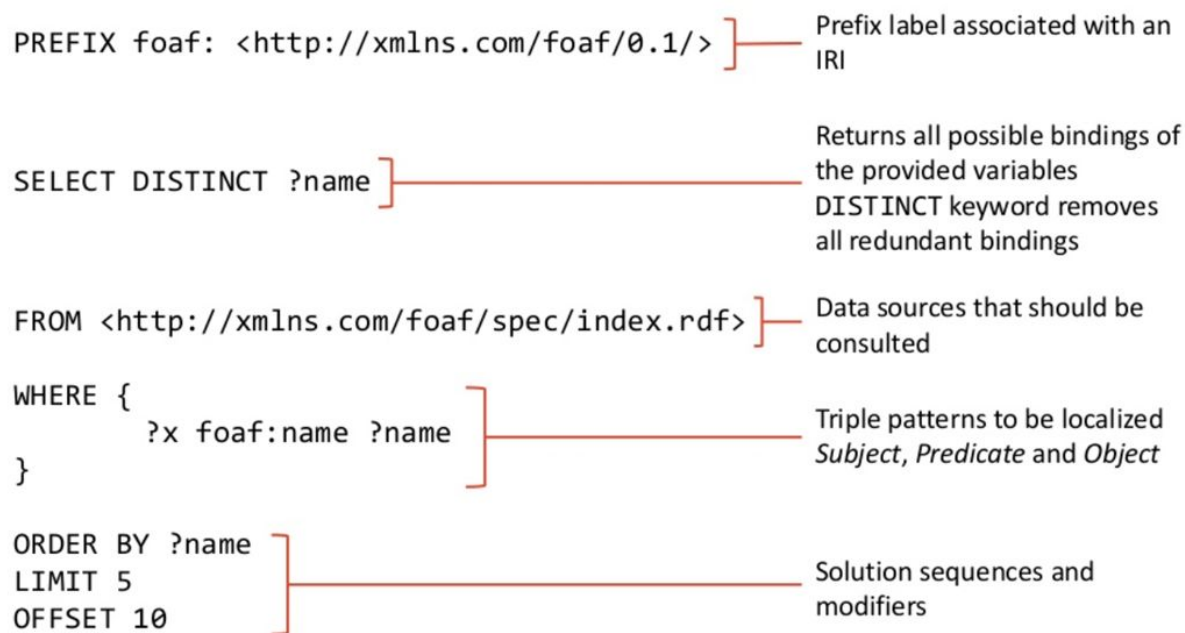 PREFIX foaf: <http://xmlns.com/foaf/0.1/>
Prefix label associated with an
IRI
SELECT DISTINCT ?name
Returns all possible bindings of
the provided variables
DISTINCT keyword removes
all redundant bindings
FROM <http://xmlns.com/foaf/spec/index.rdf>
Data sources that should be
consulted
WHERE {
?x foaf:name ?name
}
Triple patterns to be localized
Subject, Predicate and Object
ORDER BY ?name
LIMIT 5
OFFSET 10
Solution sequences and
modifiers